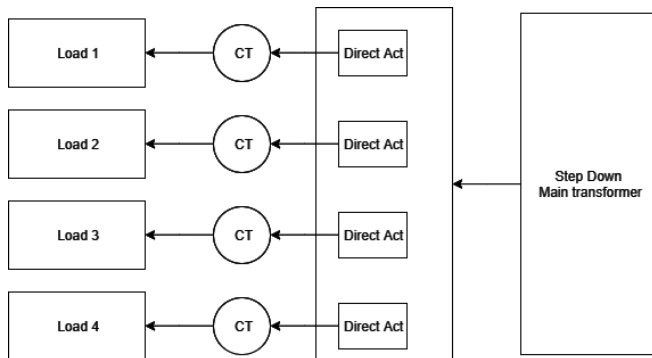 Load 1
CT
Direct Act
Load 2
CT
Direct Act
Step Down
Main transformer
Load 3
CT
Direct Act
Load 4
CT
Direct Act